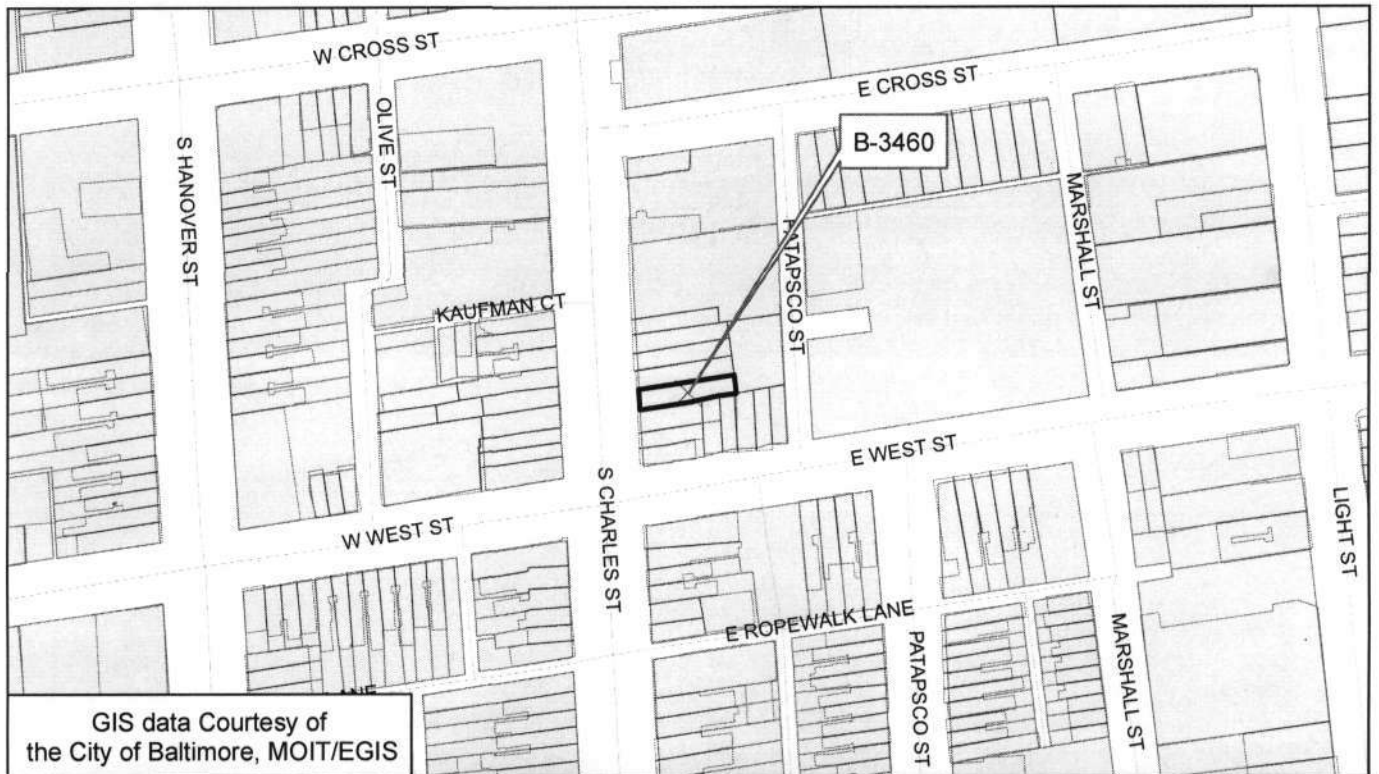 W CROSS ST
E CROSS ST
OLIVE ST
B-3460
S HANOVER ST
MARSHALL ST
PATAPSCO ST
KAUFMAN CT
E WEST ST
W WEST ST
S CHARLES ST
LIGHT ST
E ROPEWALK LANE
PATAPSCO ST
MARSHALL ST
GIS data Courtesy of
the City of Baltimore, MOIT/EGIS